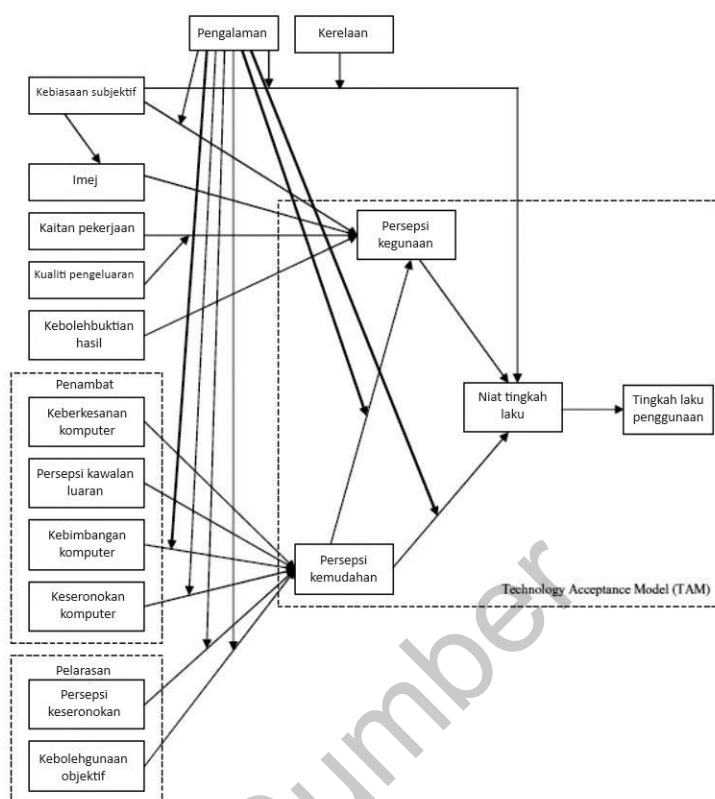 Pengalaman
Kerelaan
Kebiasaan subjektif
Imej
Kaitan pekerjaan
Kualiti pengeluaran
Kebolehbuktian
hasil
Persepsi
kegunaan
Niat tingkah
laku
Tingkah laku
penggunaan
Penambat
Keberkesanan
komputer
Persepsi kawalan
luaran
Kebimbangan
komputer
Keseronokan
komputer
Persepsi
kemudahan
Technology Acceptance Model (TAM)
Pelarasan
Persepsi
keseronokan
Kebolehgunaan
objektif
umber